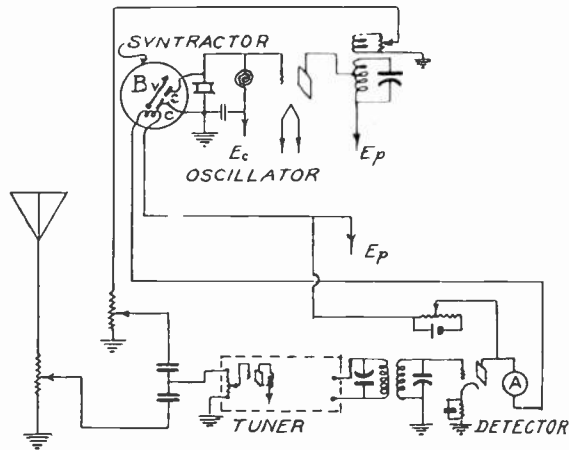 SYNTRACTOR
B v
c
c
Ec
Ep
OSCILLATOR
Ep
TUNER
A
DETECTOR